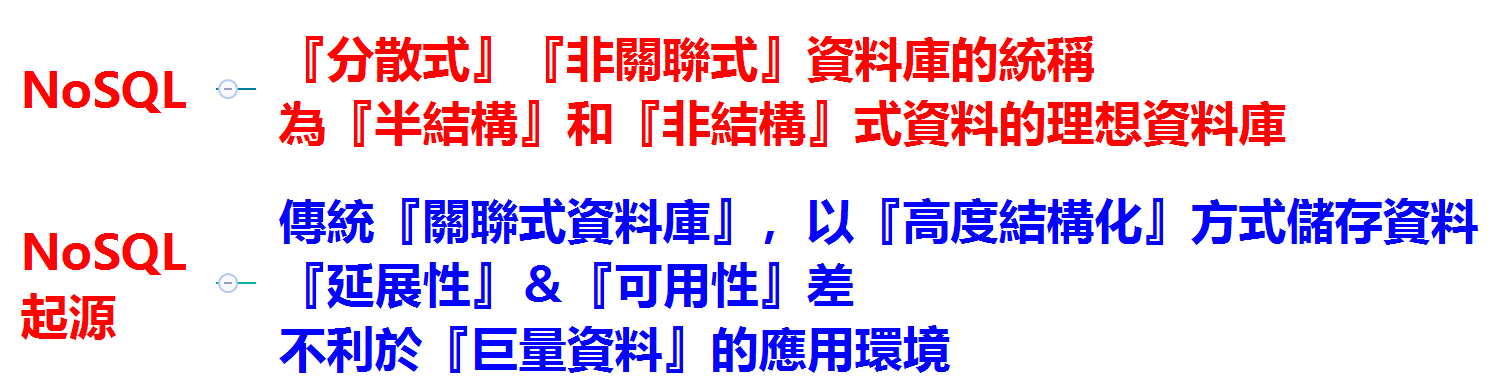 NoSQL
『分散式』『非關聯式』資料庫的統稱
為『半結構』和『非結構』式資料的理想資料庫
NoSQL
起源
傳統『關聯式資料庫』，以『高度結構化』方式儲存資料
『延展性』＆『可用性』差
不利於『巨量資料』的應用環境